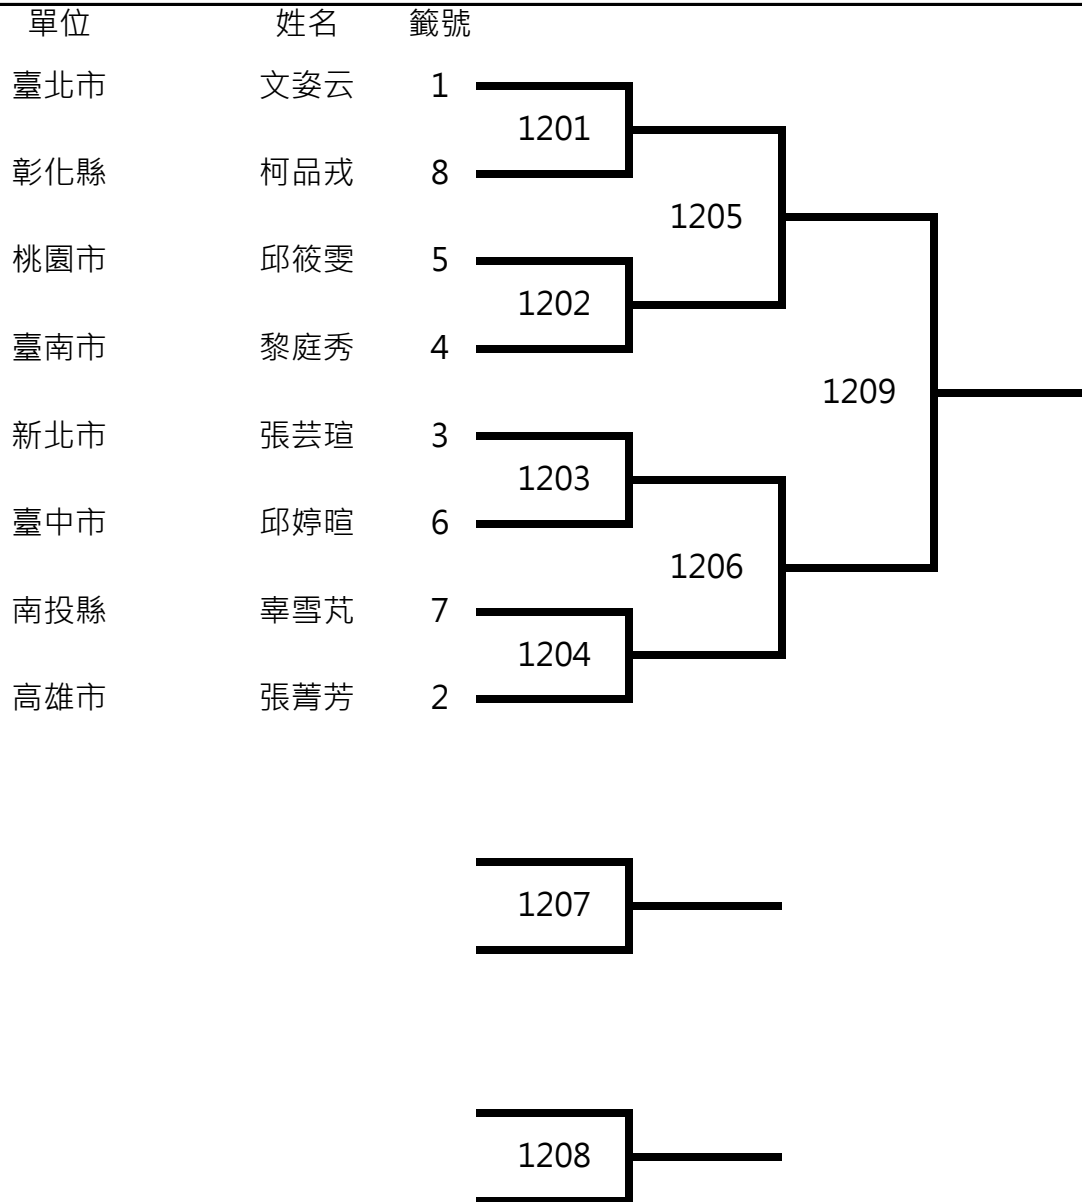 單位 姓名 籤號
臺北市 文姿云 1
1201
彰化縣 柯品戎 8
1205
桃園市 邱筱雯 5
1202
臺南市 黎庭秀 4
1209
新北市 張芸瑄 3
1203
臺中市 邱婷暄 6
1206
南投縣 辜雪芃 7
1204
高雄市 張菁芳 2
1207
1208